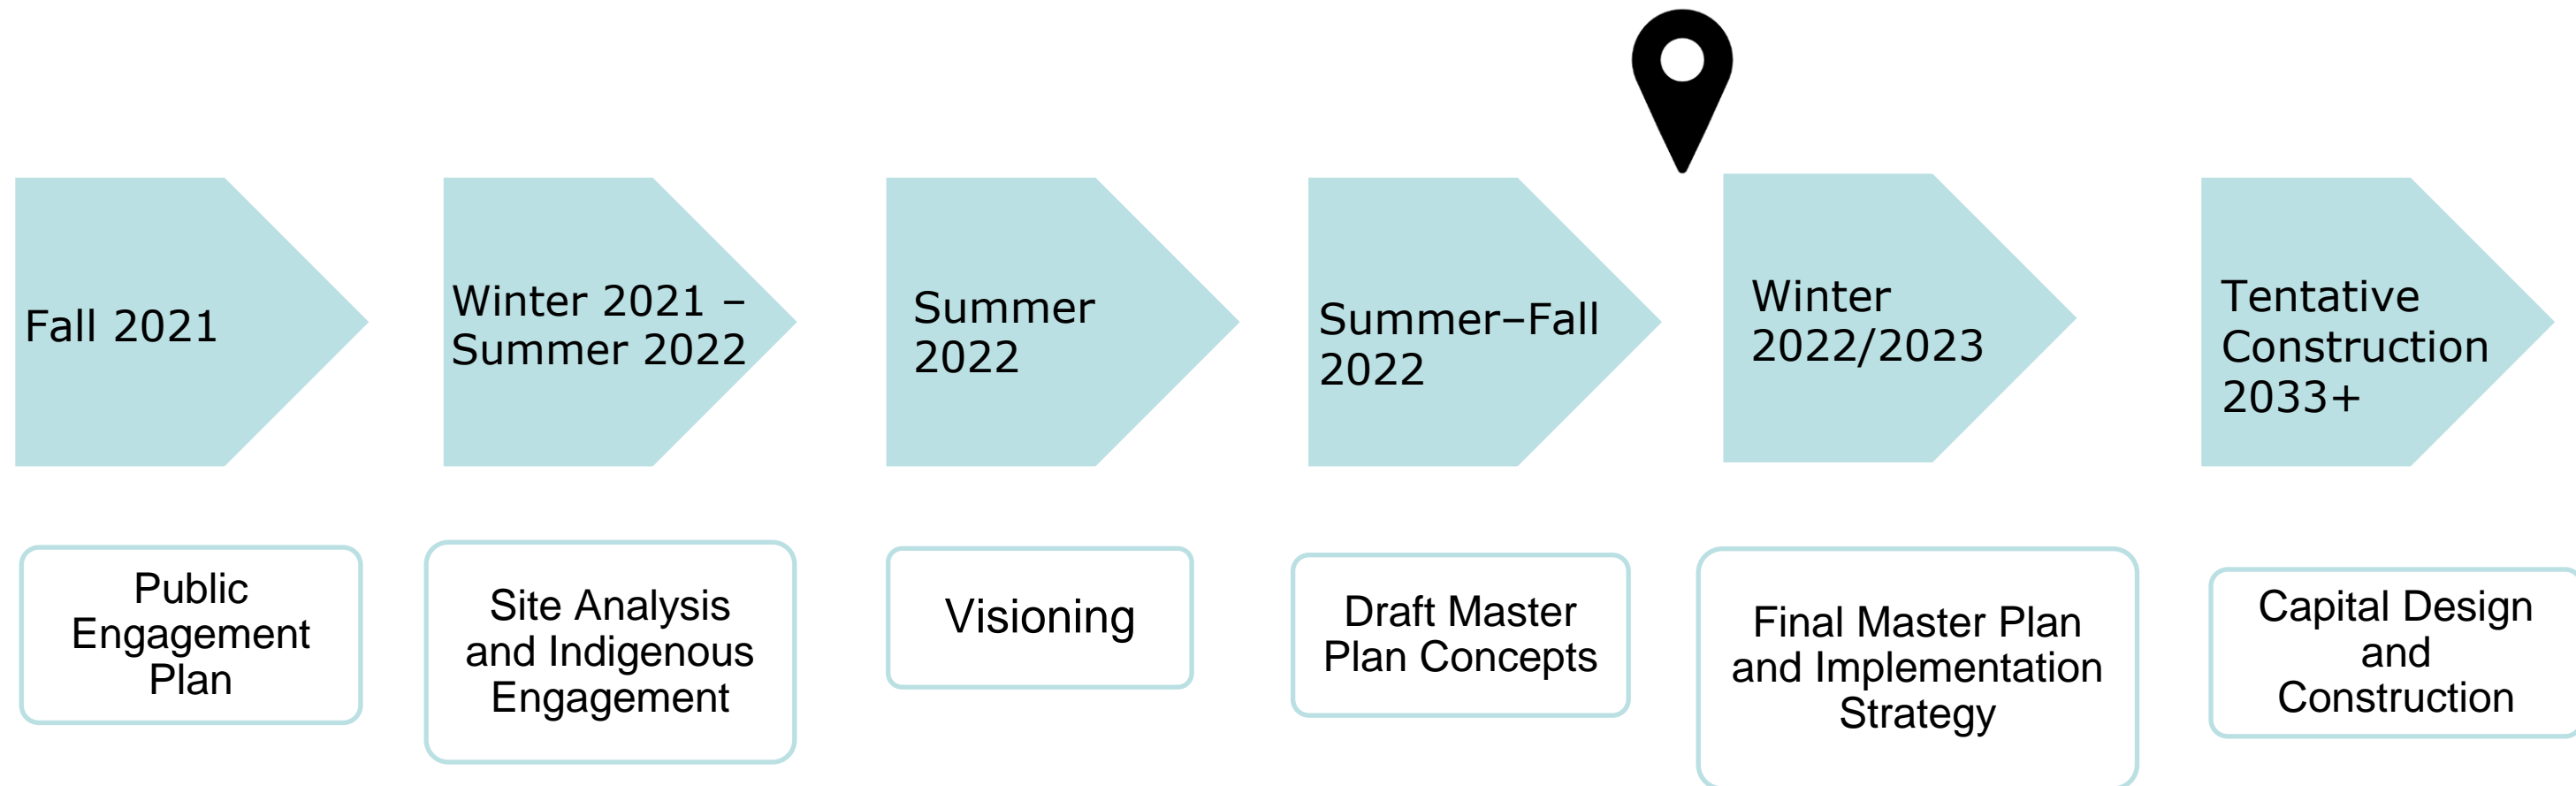 Fall 2021
Winter 2021 –
Summer 2022
Summer
2022
Summer–Fall
2022
Winter
2022/2023
Tentative
Construction
2033+
Public
Engagement
Plan
Site Analysis
and Indigenous
Engagement
Visioning
Draft Master
Plan Concepts
Final Master Plan
and Implementation
Strategy
Capital Design
and
Construction